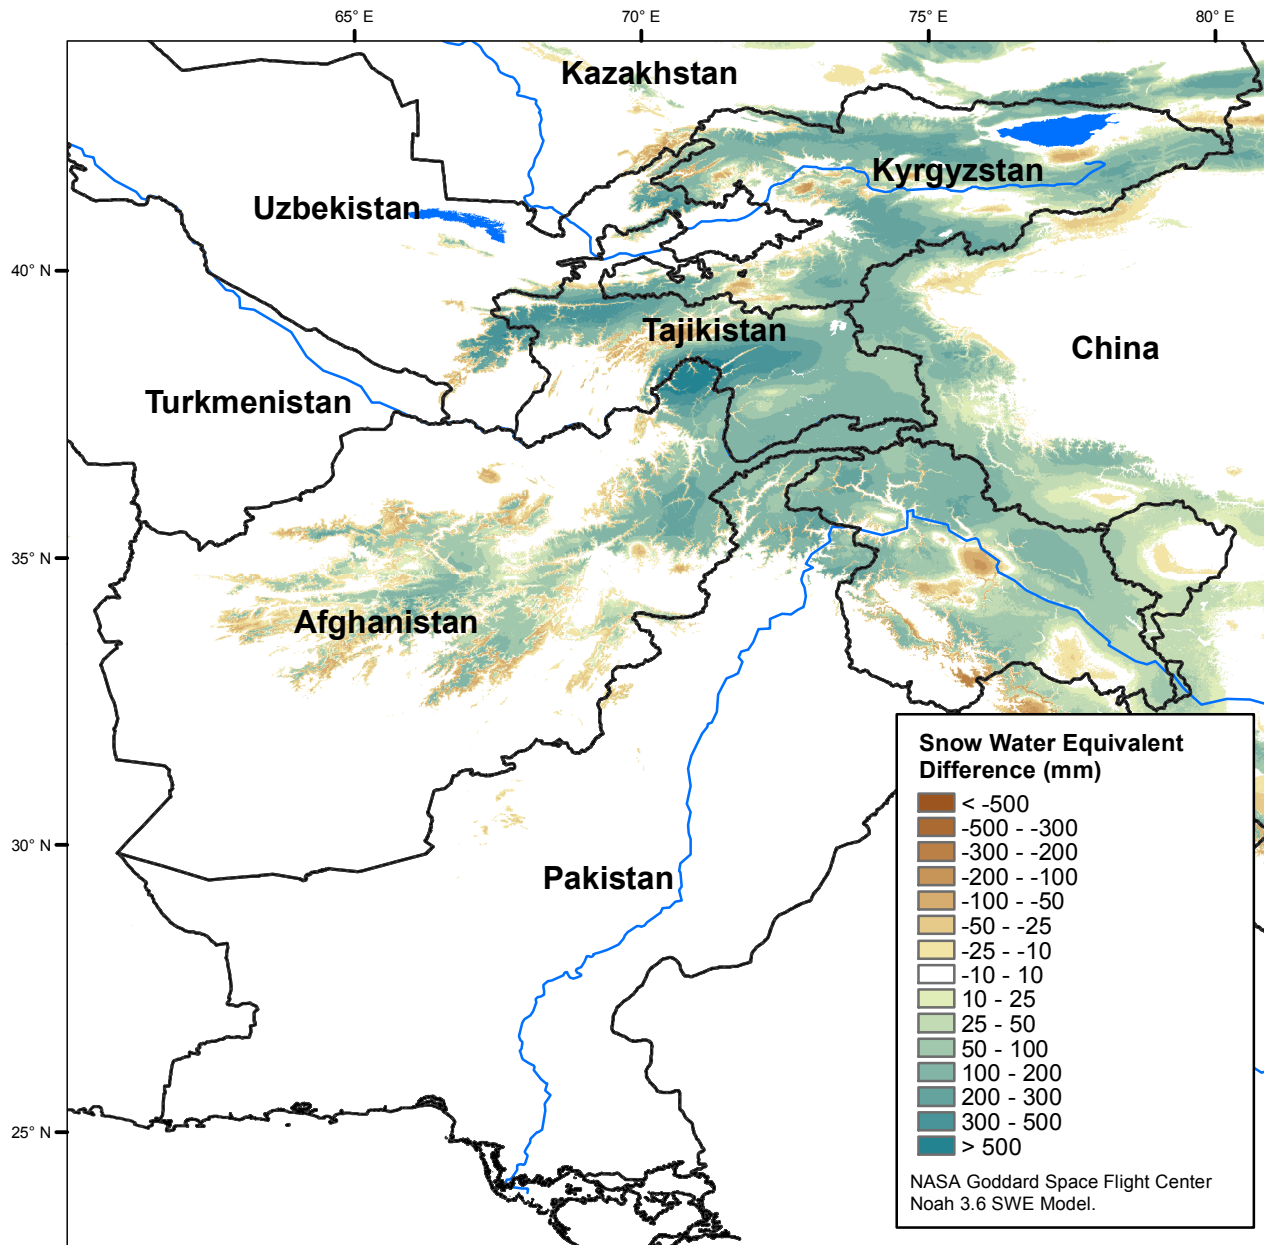 65° E
70° E
75° E
80° E
Kazakhstan
Kyrgyzstan
Uzbekistan
40° N
Tajikistan
China
Turkmenistan
35° N
Afghanistan
30° N
Pakistan
25° N
Snow Water Equivalent
Difference (mm)
< -500
-500 - -300
-300 - -200
-200 - -100
-100 - -50
-50 - -25
-25 - -10
-10 - 10
10 - 25
25 - 50
50 - 100
100 - 200
200 - 300
300 - 500
> 500
NASA Goddard Space Flight Center
Noah 3.6 SWE Model.